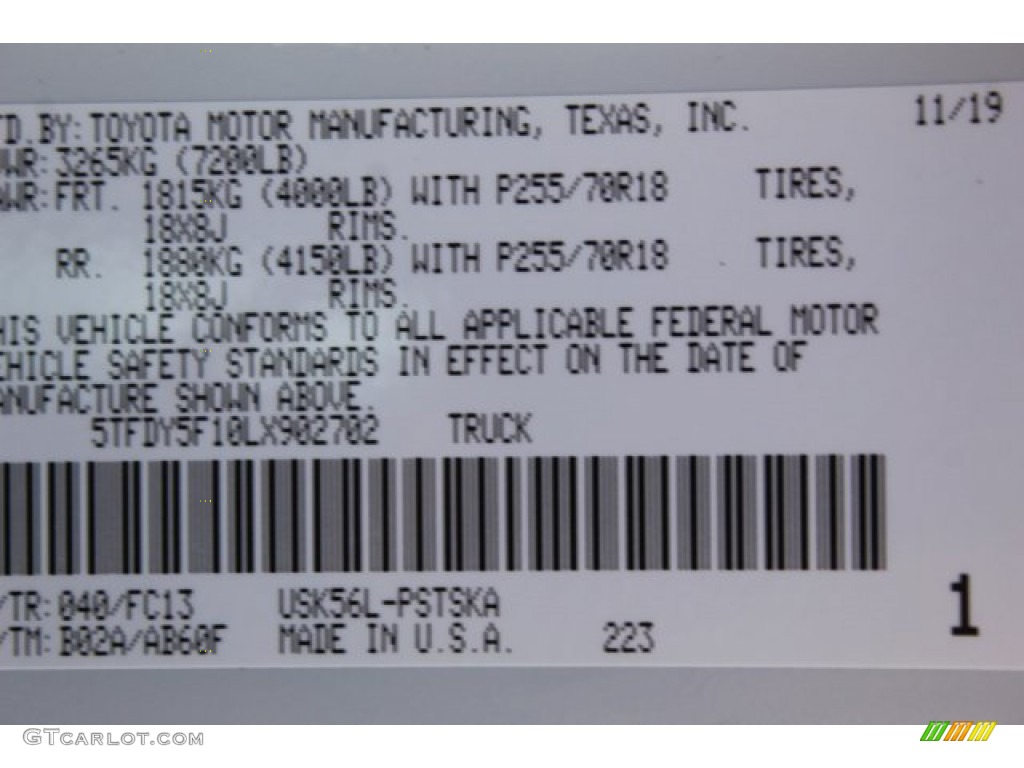 TD.BY:TOYOTA MOTOR MANUFACTURING, TEXAS, INC. 11/19
WR:3265KG (7200LB)
WR:FRT. 1815KG (4000LB) WITH P255/70R18 TIRES,
18X8J RIMS.
RR. 1880KG (4150LB) WITH P255/70R18 TIRES,
18X8J RIMS.
HIS VEHICLE CONFORMS TO ALL APPLICABLE FEDERAL MOTOR
EHICLE SAFETY STANDARDS IN EFFECT ON THE DATE OF
ANUFACTURE SHOWN ABOVE.
5TFDY5F10LX902702 TRUCK
/TR:040/FC13 USK56L-PSTSKA
/TM:B02A/AB60F MADE IN U.S.A. 223
1
GTCARLOT.COM